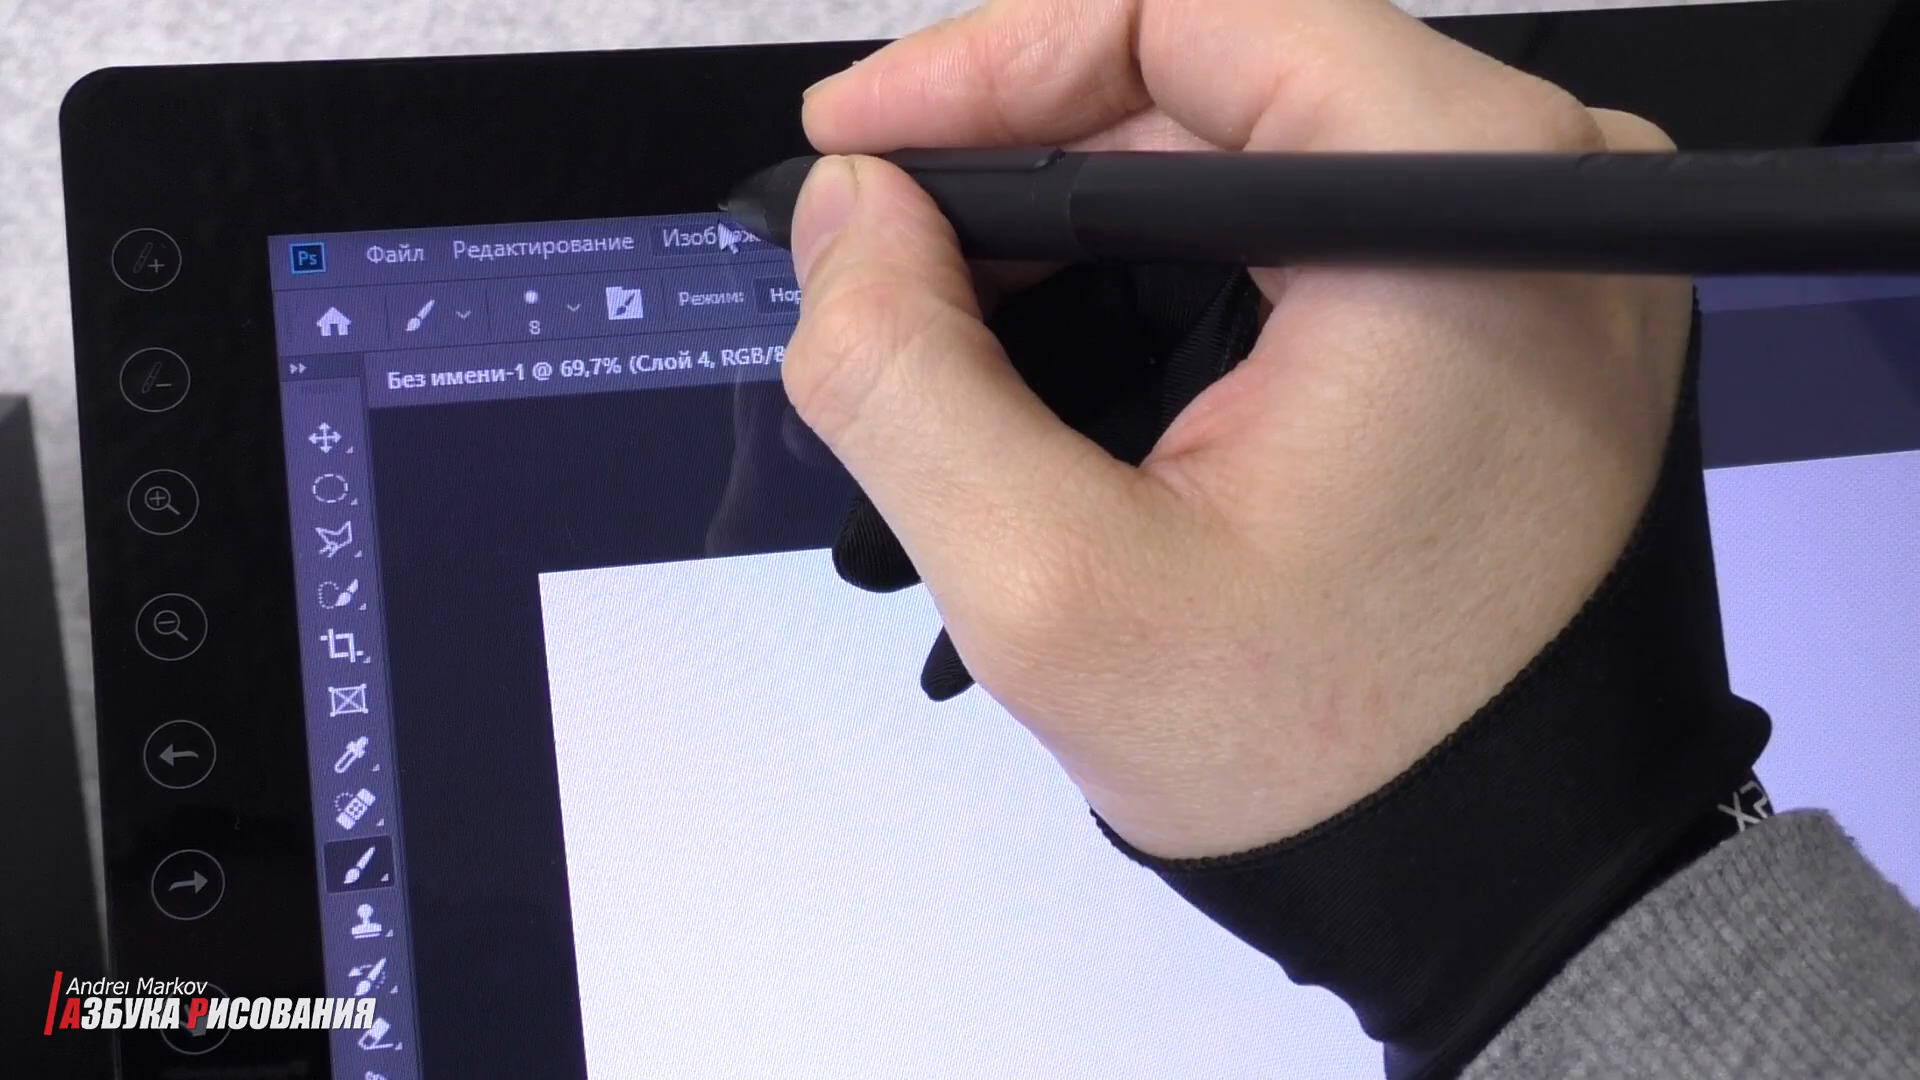 Ps Файл Редактирование
8 Режим:
Без имени-1 @ 69,7% (Слой 4, RGB/8
Andrei Markov
АЗБУКА РИСОВАНИЯ